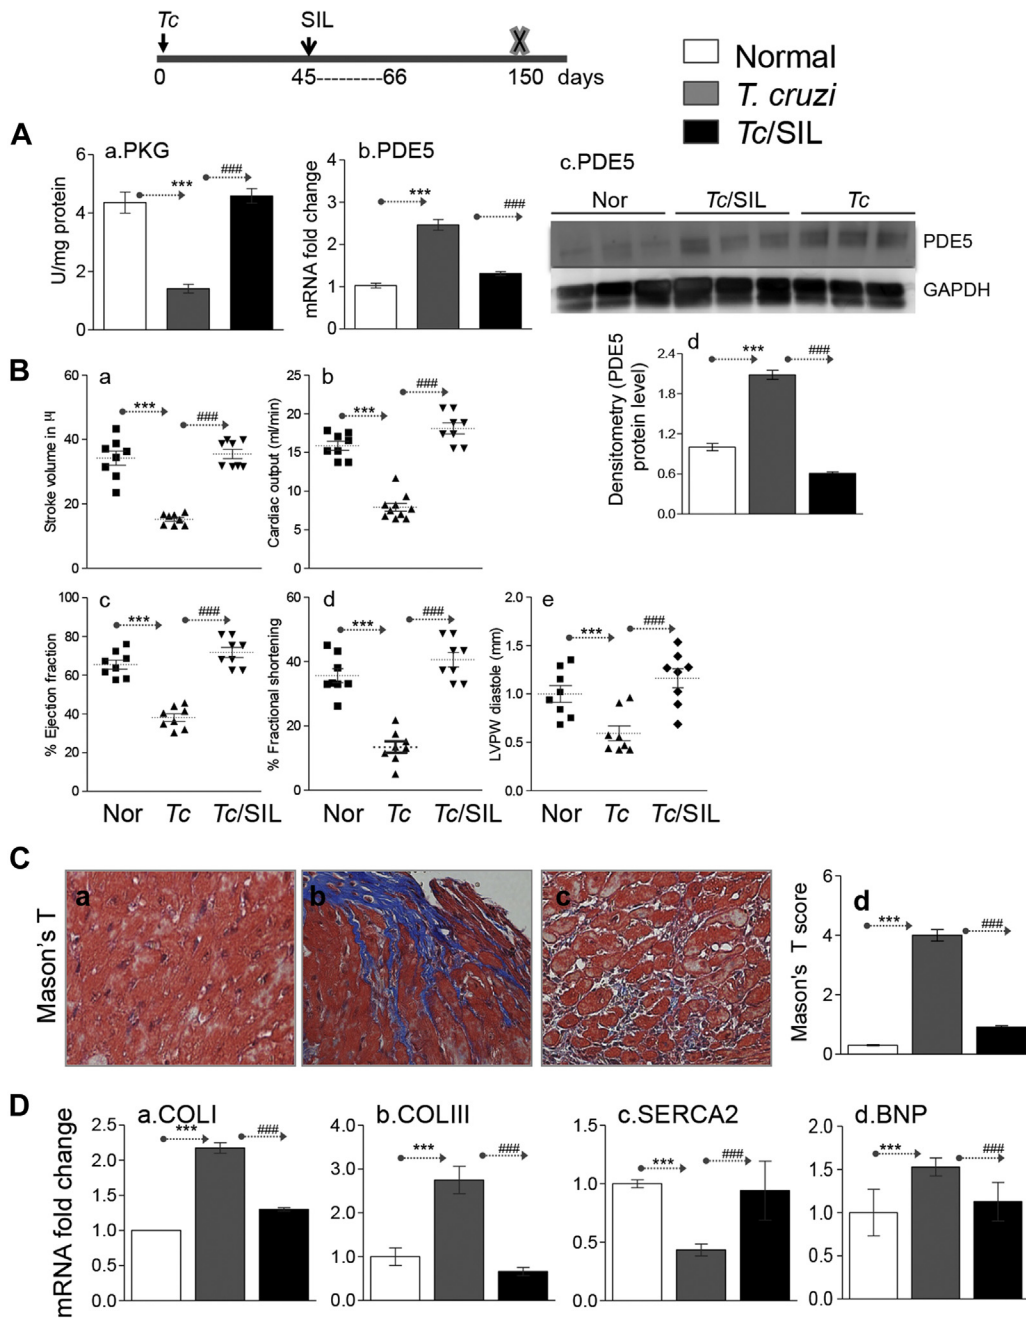 Tc
SIL
0
45----------66
150 days
Normal
T. cruzi
Tc/SIL
A
a.PKG
U/mg protein
6
4
2
0
***
###
b.PDE5
mRNA fold change
4
3
2
1
0
***
###
c.PDE5
Nor
Tc/SIL
Tc
PDE5
GAPDH
d
Densitometry (PDE5
protein level)
2.4
1.8
1.2
0.6
0.0
***
###
B
a
Stroke volume in
60
40
20
0
***
###
b
Cardiac output (ml/min)
25
20
15
10
5
0
***
###
c
% Ejection fraction
100
80
60
40
20
0
***
###
d
% Fractional shortening
60
40
20
0
***
###
e
LVPW diastole (mm)
2.0
1.5
1.0
0.5
0.0
***
###
Nor Tc Tc/SIL
Nor Tc Tc/SIL
Nor Tc Tc/SIL
C
Mason's T
a
b
c
d
Mason's T score
6
4
2
0
***
###
D
mRNA fold change
a.COLI
2.5
2.0
1.5
1.0
0.5
0.0
***
###
b.COLIII
4.0
3.0
2.0
1.0
0.0
***
###
c.SERCA2
1.5
1.0
0.5
0.0
***
###
d.BNP
2.0
1.5
1.0
0.5
0.0
***
###